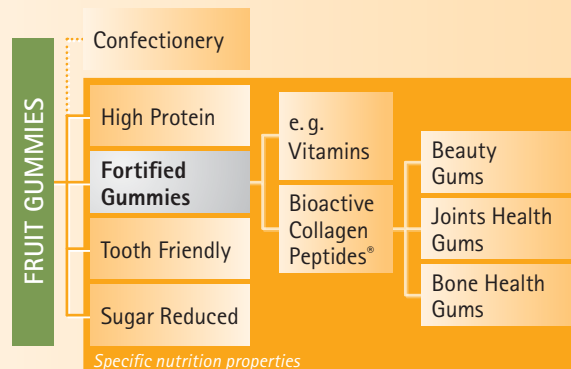 FRUIT GUMMIES
Confectionery
High Protein
Fortified
Gummies
Tooth Friendly
Sugar Reduced
e. g.
Vitamins
Bioactive
Collagen
Peptides®
Beauty
Gums
Joints Health
Gums
Bone Health
Gums
Specific nutrition properties